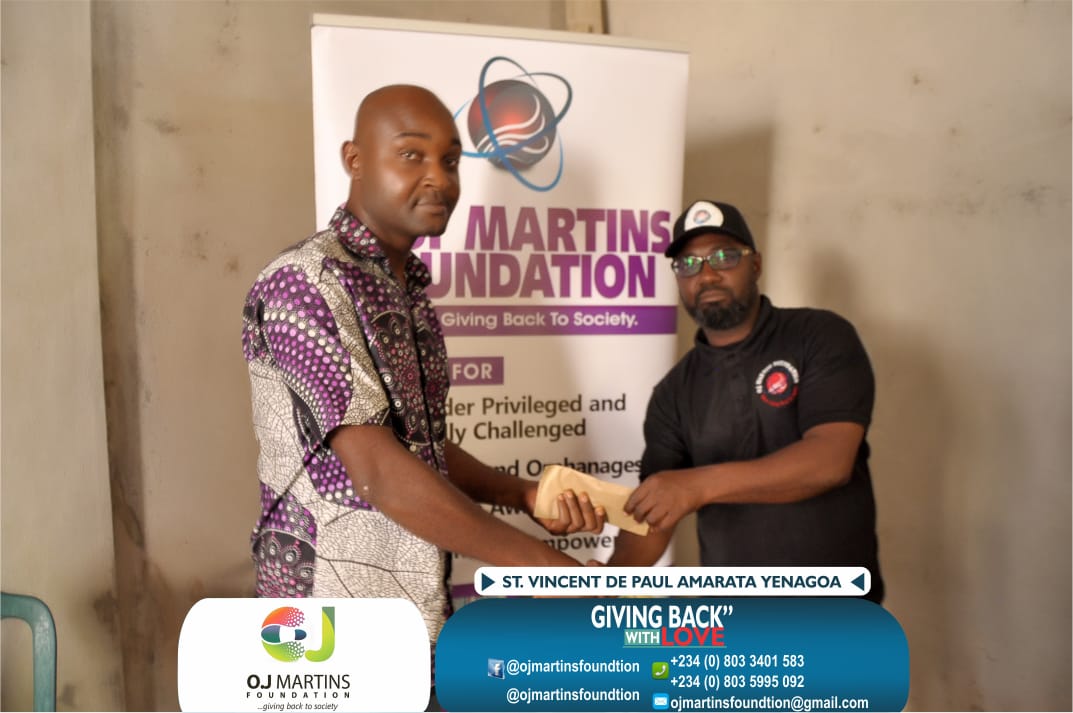 MARTINS
UNDATION
Giving Back To Society.
FOR
der Privileged and
lly Challenged
nd Orphanages
Aw
mpower
ST. VINCENT DE PAUL AMARATA YENAGOA
GIVING BACK”
WITH LOVE
@ojmartinsfoundtion
+234 (0) 803 3401 583
+234 (0) 803 5995 092
@ojmartinsfoundtion
ojmartinsfoundtion@gmail.com
OJ MARTINS
FOUNDATION
...giving back to society